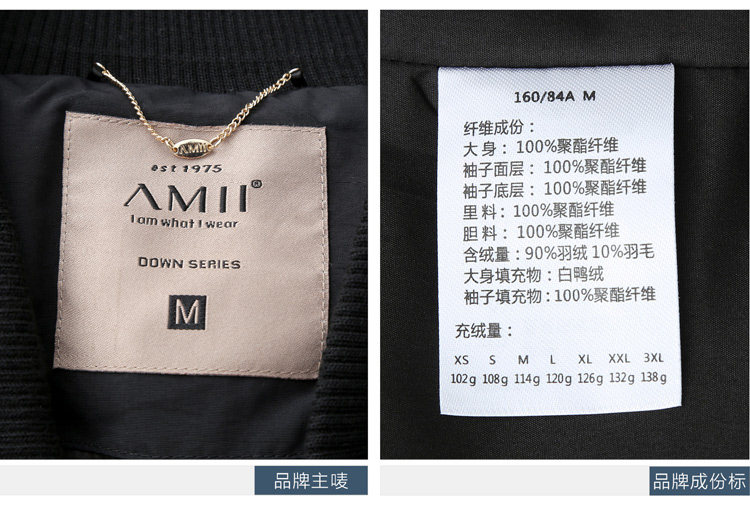 AMII
est 1975
AMII®
I am what I wear
DOWN SERIES
M
品牌主唛
160/84A M
纤维成份：
大身：100%聚酯纤维
袖子面层：100%聚酯纤维
袖子底层：100%聚酯纤维
里料：100%聚酯纤维
胆料：100%聚酯纤维
含绒量：90%羽绒 10%羽毛
大身填充物：白鸭绒
袖子填充物：100%聚酯纤维
充绒量：
XS S M L XL XXL 3XL
102g 108g 114g 120g 126g 132g 138g
品牌成份标